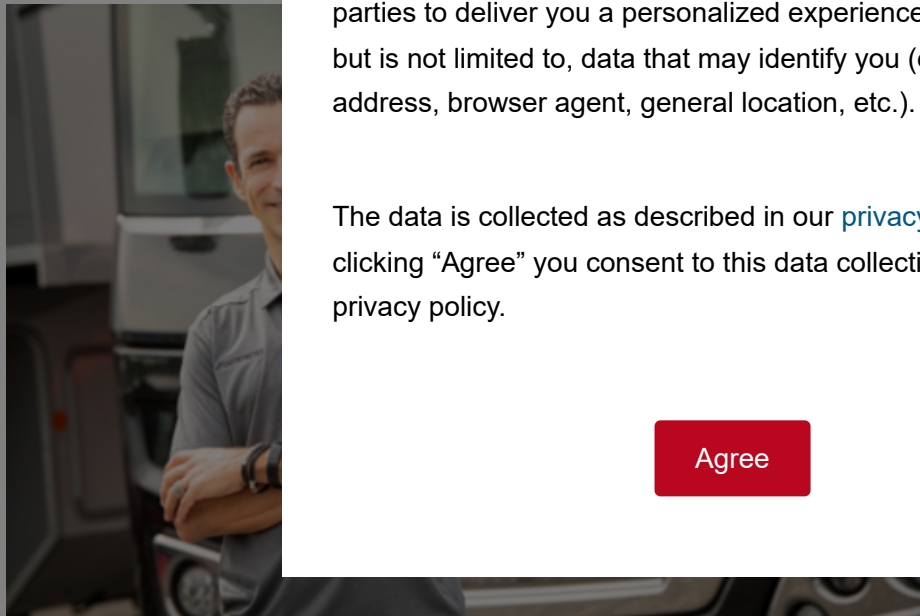 parties to deliver you a personalized experience
but is not limited to, data that may identify you (
address, browser agent, general location, etc.).
The data is collected as described in our privacy
clicking “Agree” you consent to this data collecti
privacy policy.
Agree